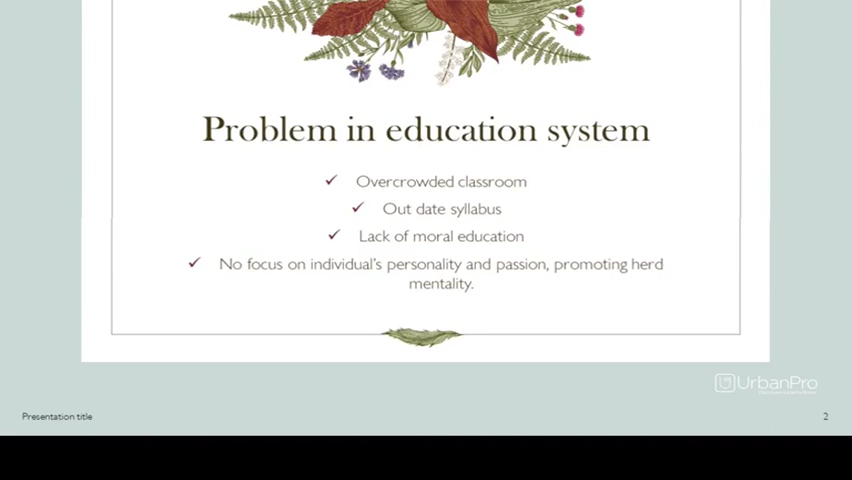 Problem in education system
✓ Overcrowded classroom
✓ Out date syllabus
✓ Lack of moral education
✓ No focus on individual's personality and passion, promoting herd
mentality.
UrbanPro
Presentation title
2